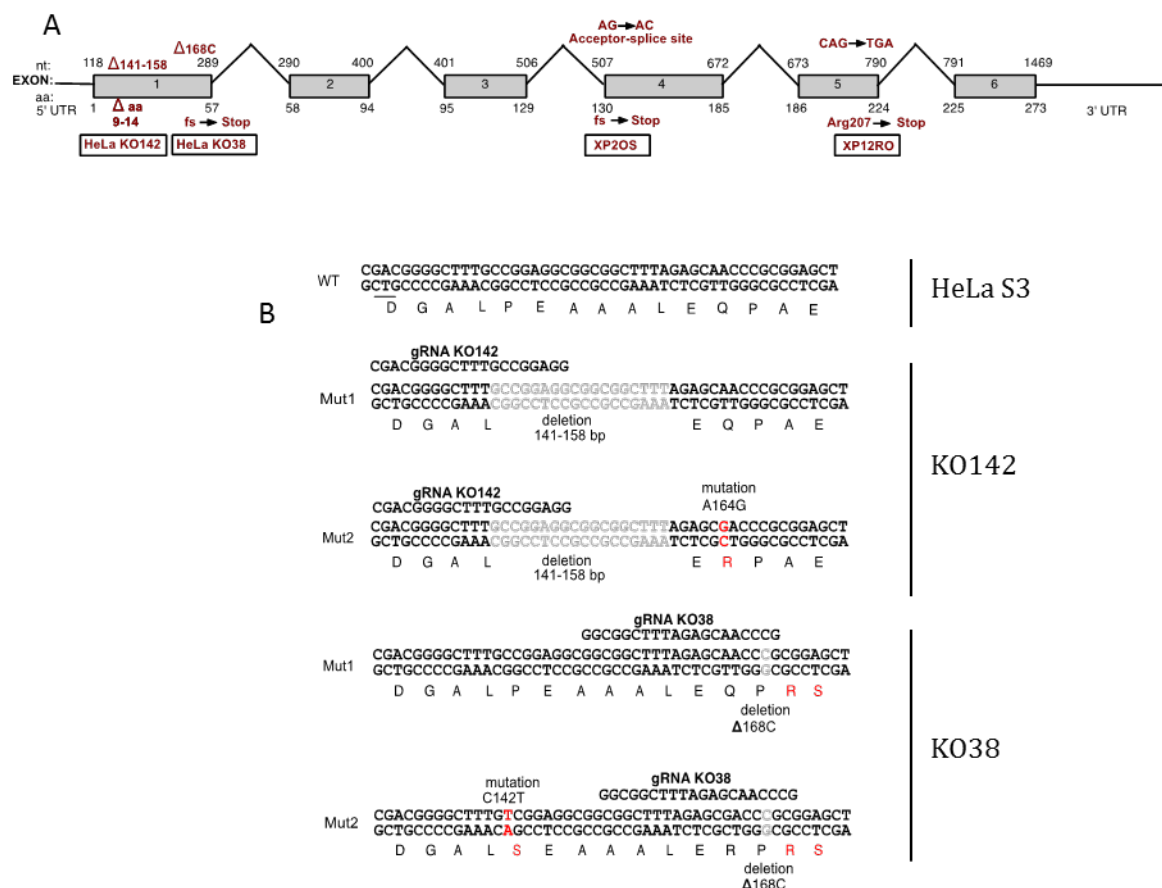 A
AG→AC
Acceptor-splice site
CAG→TGA
Δ168C
nt: 118 Δ141-158 289 290 400 401 506 507 672 673 790 791 1469
EXON: 1 2 3 4 5 6
aa: 1 Δ aa 57 58 94 95 129 130 185 186 224 225 273
5' UTR 9-14 fs → Stop fs → Stop Arg207 → Stop 3' UTR
HeLa KO142 HeLa KO38 XP2OS XP12RO
B
WT
CGACGGGGCTTTGCCGGAGGCGGCGGCTTTAGAGCAACCCGCGGAGCT
GCTGCCCCGAAACGGCCTCCGCCGCCGAAATCTCGTTGGGCGCCTCGA
D G A L P E A A A L E Q P A E
HeLa S3
gRNA KO142
CGACGGGGCTTTGCCGGAGG
Mut1
CGACGGGGCTTTGCCGGAGGCGGCGGCTTTAGAGCAACCCGCGGAGCT
GCTGCCCCGAAACGGCCTCCGCCGCCGAAATCTCGTTGGGCGCCTCGA
D G A L E Q P A E
deletion
141-158 bp
KO142
gRNA KO142
CGACGGGGCTTTGCCGGAGG
mutation
A164G
Mut2
CGACGGGGCTTTGCCGGAGGCGGCGGCTTTAGAGCGACCCGCGGAGCT
GCTGCCCCGAAACGGCCTCCGCCGCCGAAATCTCGCTGGGCGCCTCGA
D G A L E R P A E
deletion
141-158 bp
gRNA KO38
GGCGGCTTTAGAGCAACCCG
Mut1
CGACGGGGCTTTGCCGGAGGCGGCGGCTTTAGAGCAACCCGCGGAGCT
GCTGCCCCGAAACGGCCTCCGCCGCCGAAATCTCGTTGGGCGCCTCGA
D G A L P E A A A L E Q P R S
deletion
Δ168C
KO38
mutation
C142T
gRNA KO38
GGCGGCTTTAGAGCAACCCG
Mut2
CGACGGGGCTTTGTCGGAGGCGGCGGCTTTAGAGCGACCCGCGGAGCT
GCTGCCCCGAAACAGCCTCCGCCGCCGAAATCTCGCTGGGCGCCTCGA
D G A L S E A A A L E R P R S
deletion
Δ168C